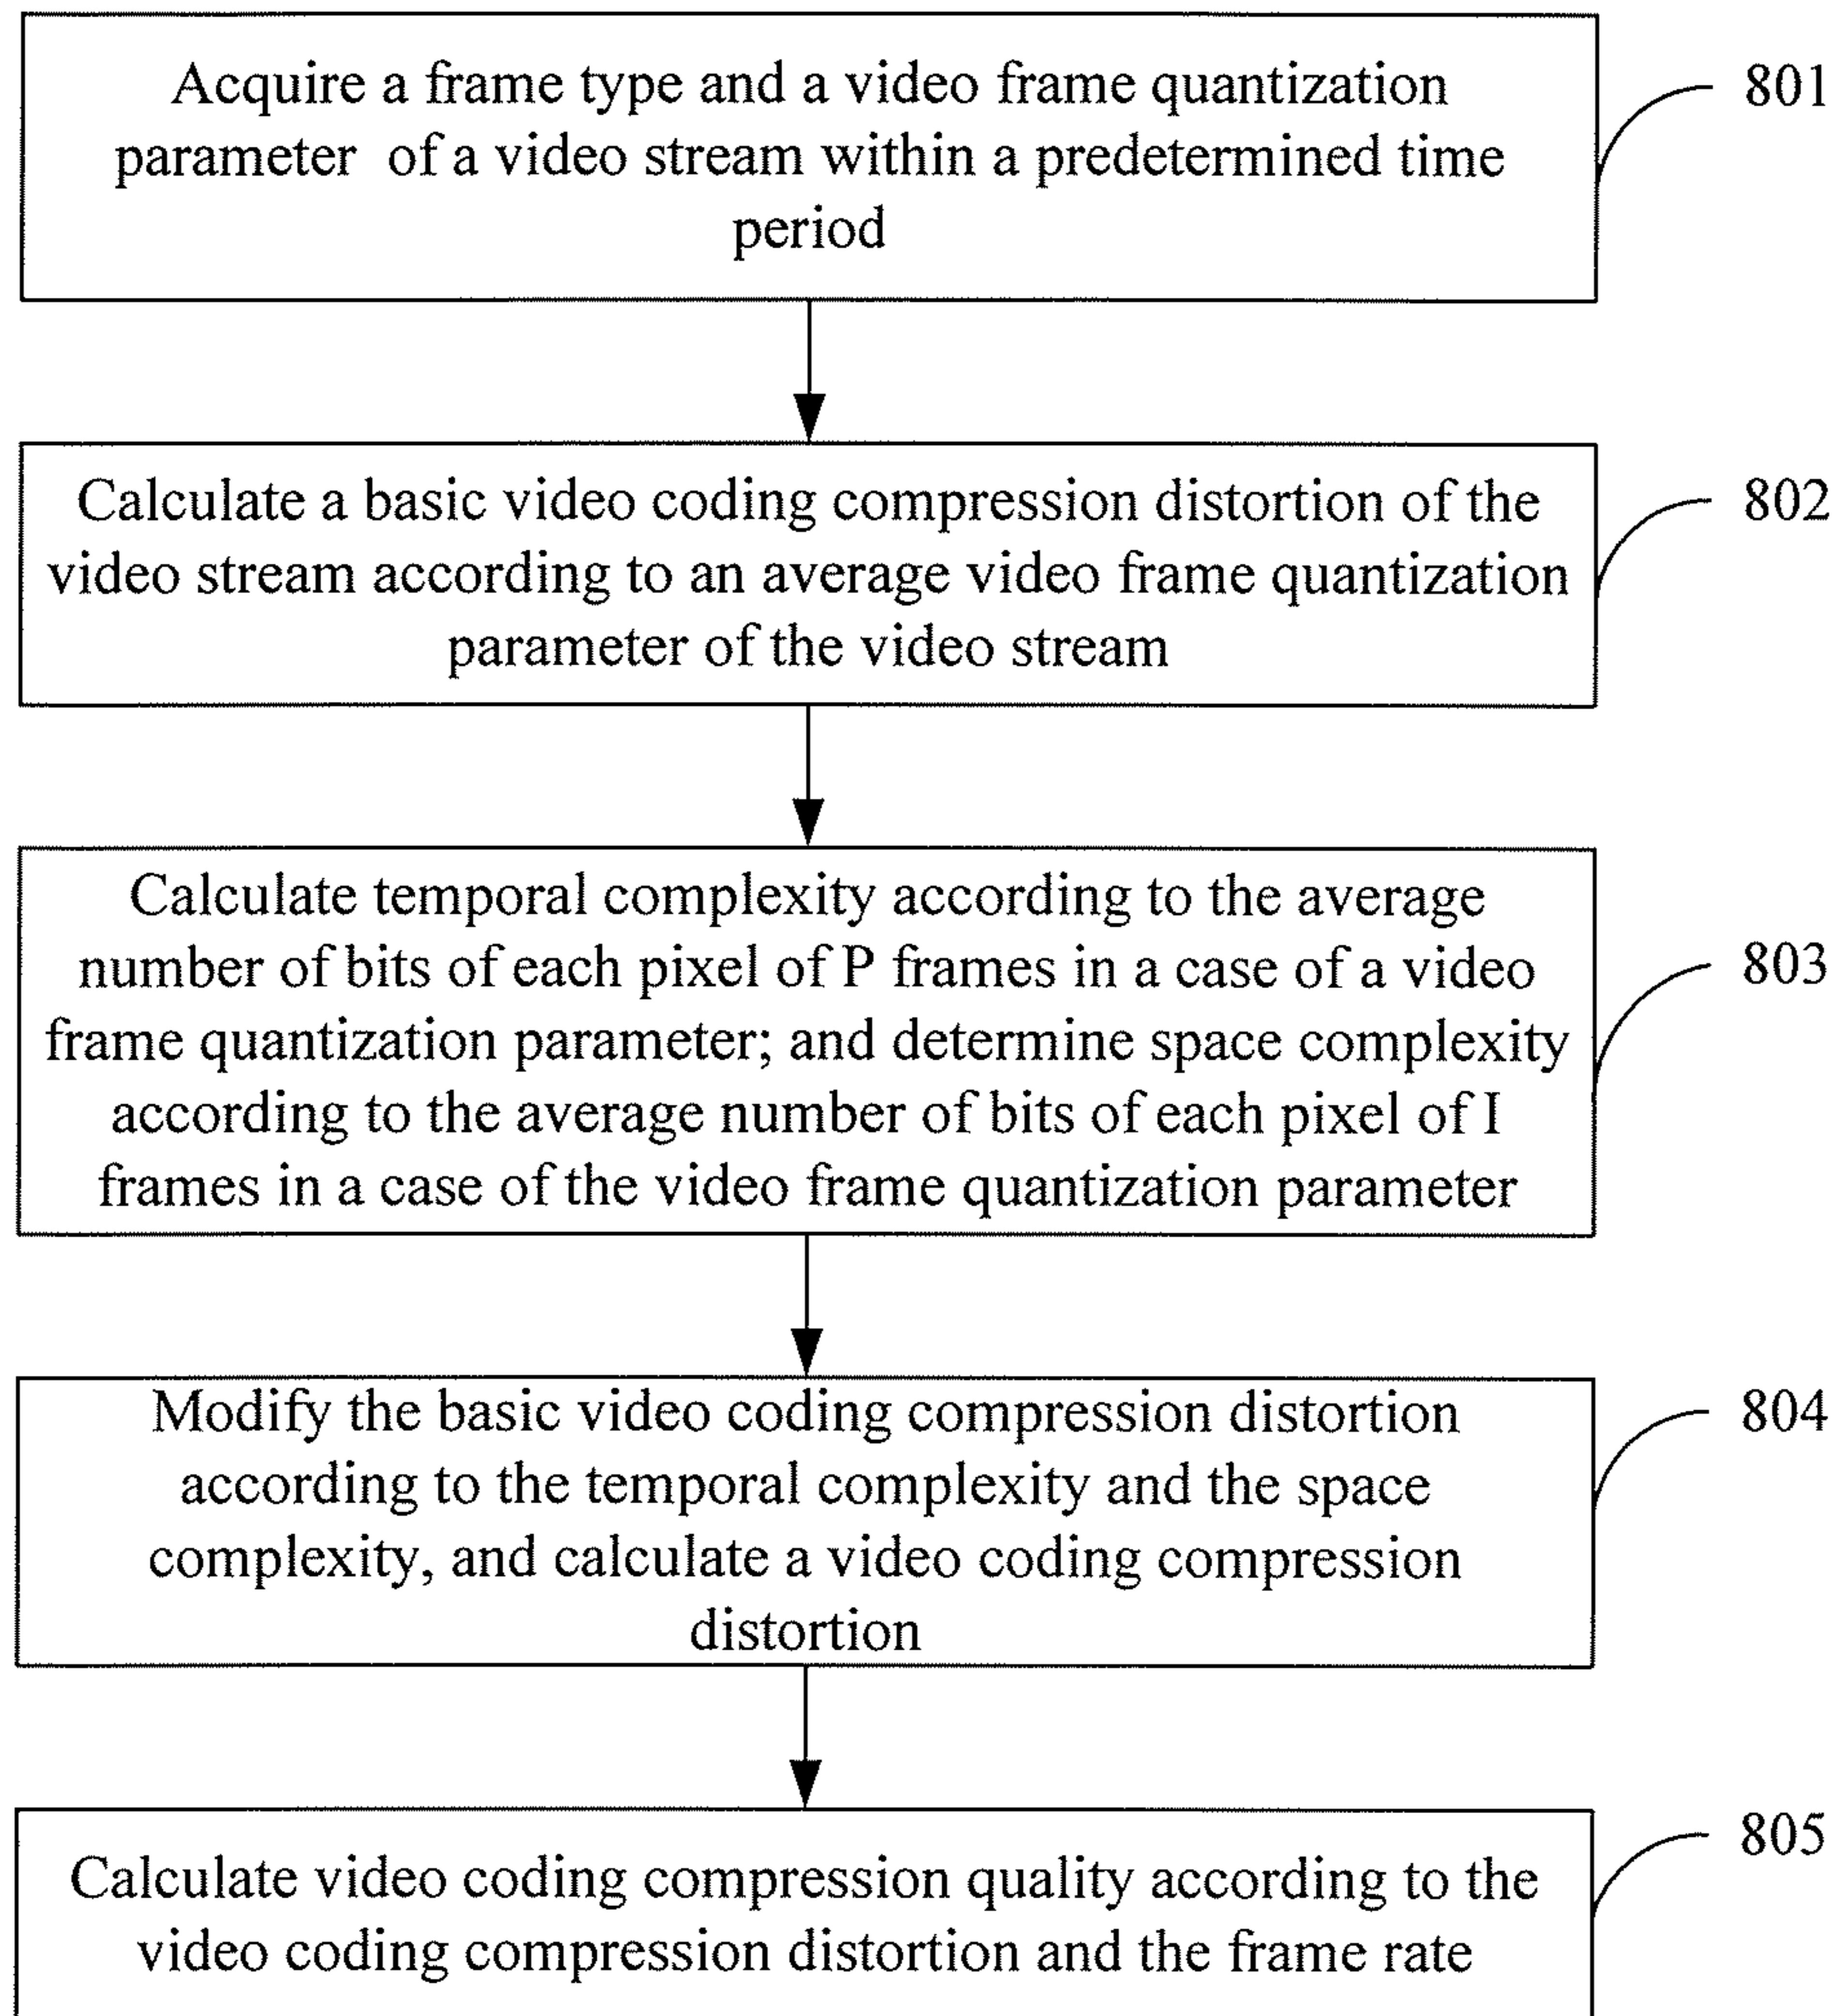 Acquire a frame type and a video frame quantization
parameter of a video stream within a predetermined time
period
801
Calculate a basic video coding compression distortion of the
video stream according to an average video frame quantization
parameter of the video stream
802
Calculate temporal complexity according to the average
number of bits of each pixel of P frames in a case of a video
frame quantization parameter; and determine space complexity
according to the average number of bits of each pixel of I
frames in a case of the video frame quantization parameter
803
Modify the basic video coding compression distortion
according to the temporal complexity and the space
complexity, and calculate a video coding compression
distortion
804
Calculate video coding compression quality according to the
video coding compression distortion and the frame rate
805